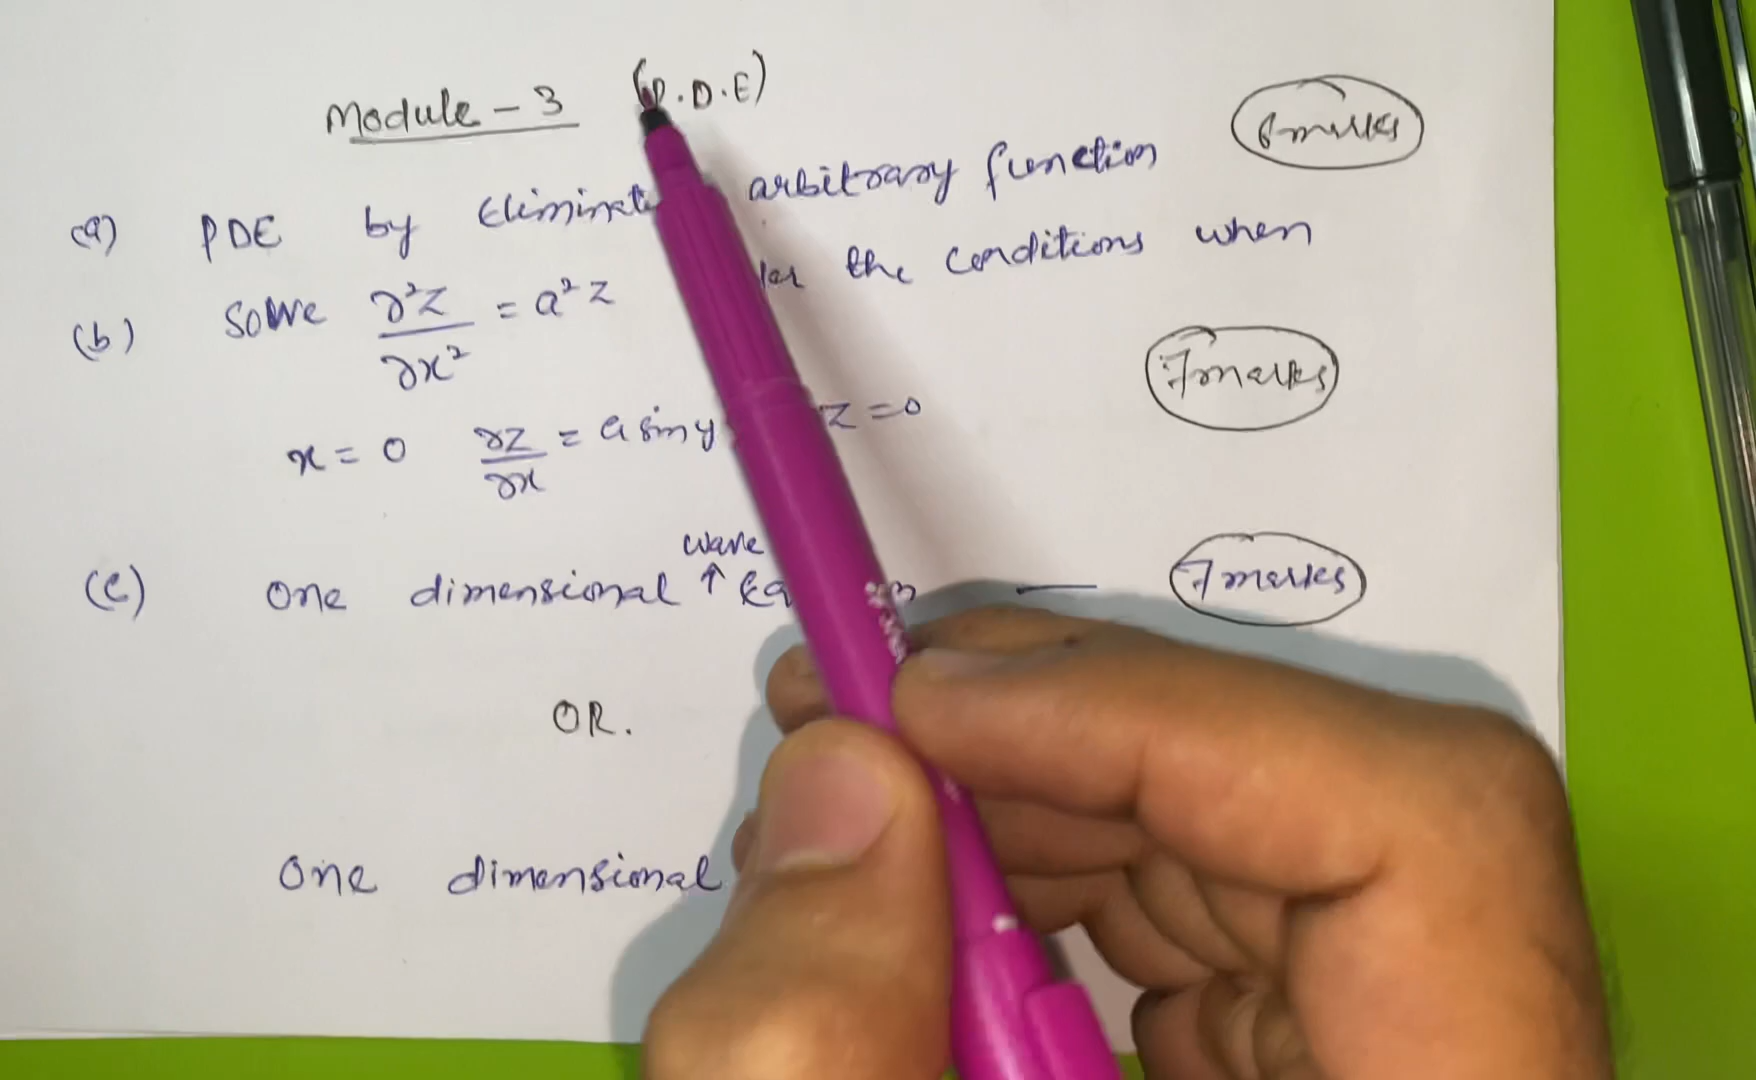 Module - 3 (P.D.E)
6 marks
(a) PDE by Eliminati arbitrary function
(b) Solve ∂²z/∂x² = a²z the conditions when
7 marks
x = 0 ∂z/∂x = a sin y z = 0
wave
(c) One dimensional ↑ — 7 marks
OR.
One dimensional